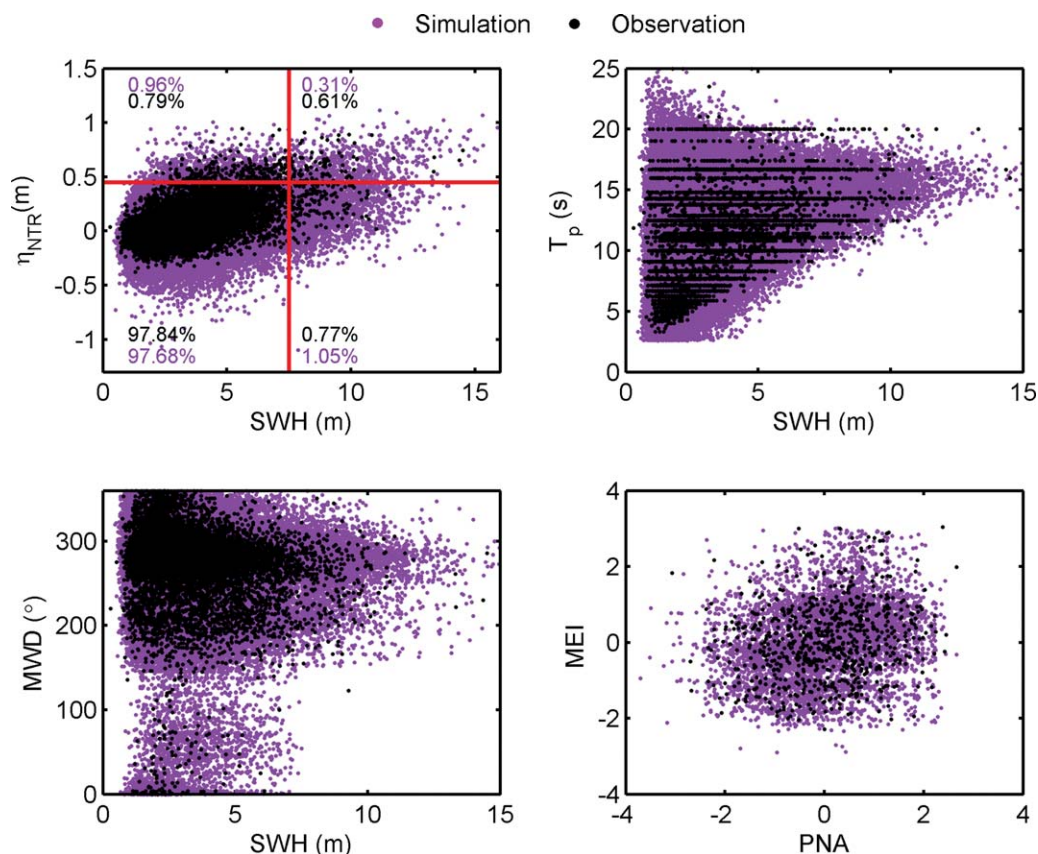 Simulation Observation
1.5
1
0.5
0
-0.5
-1
0.96%
0.79%
0.31%
0.61%
97.84%
97.68%
0.77%
1.05%
0 5 10 15
ηNTR(m)
SWH (m)
25
20
15
10
5
0
0 5 10 15
Tp (s)
SWH (m)
300
200
100
0
0 5 10 15
MWD (°)
SWH (m)
4
2
0
-2
-4
-4 -2 0 2 4
MEI
PNA